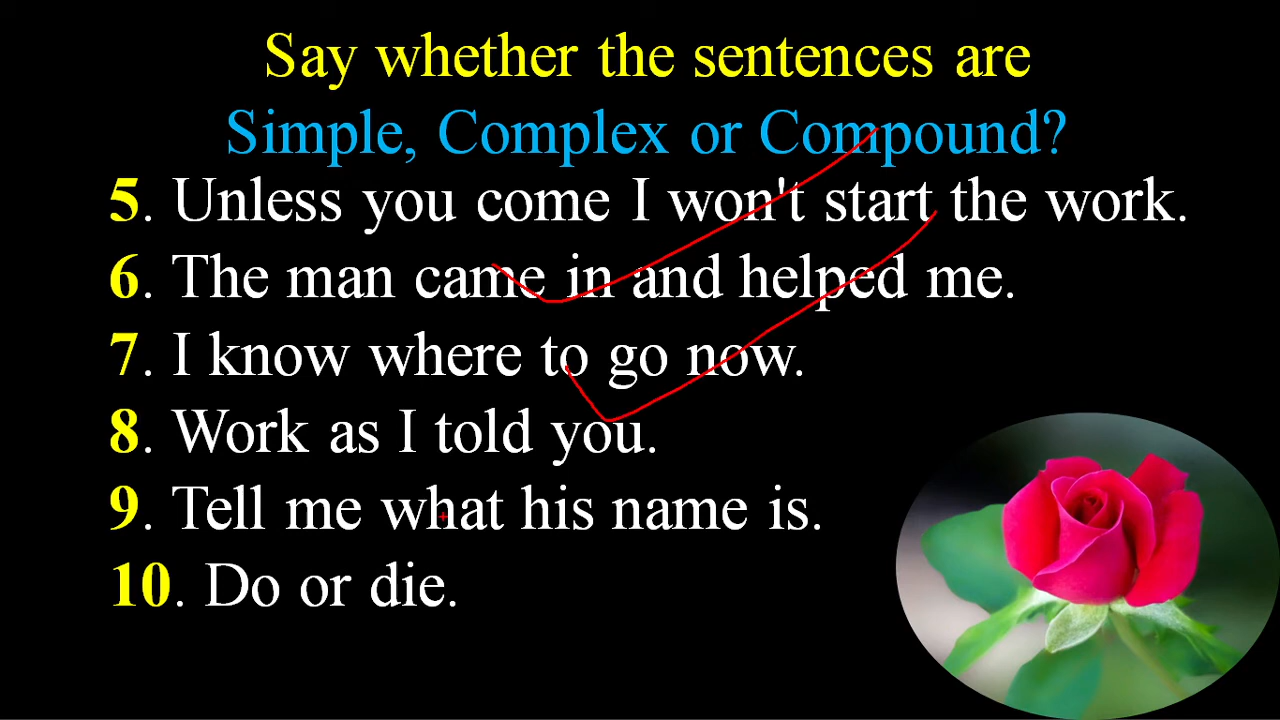 Say whether the sentences are
Simple, Complex or Compound?
5. Unless you come I won't start the work.
6. The man came in and helped me.
7. I know where to go now.
8. Work as I told you.
9. Tell me what his name is.
10. Do or die.